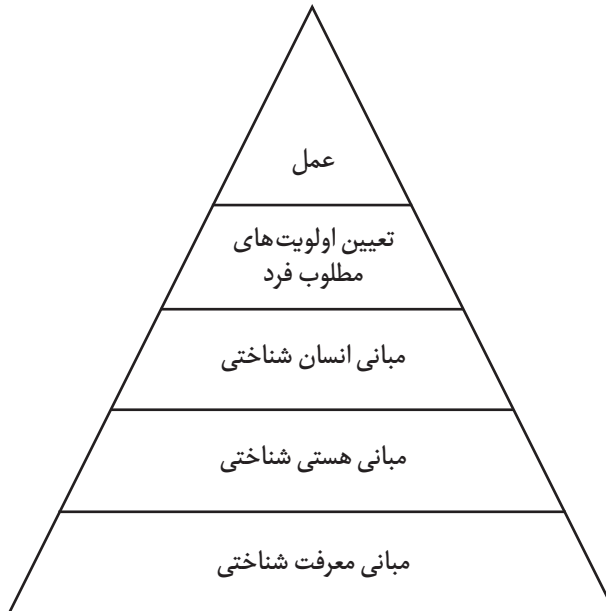 عمل
تعیین اولویت‌های
مطلوب فرد
مبانی انسان شناختی
مبانی هستی شناختی
مبانی معرفت شناختی